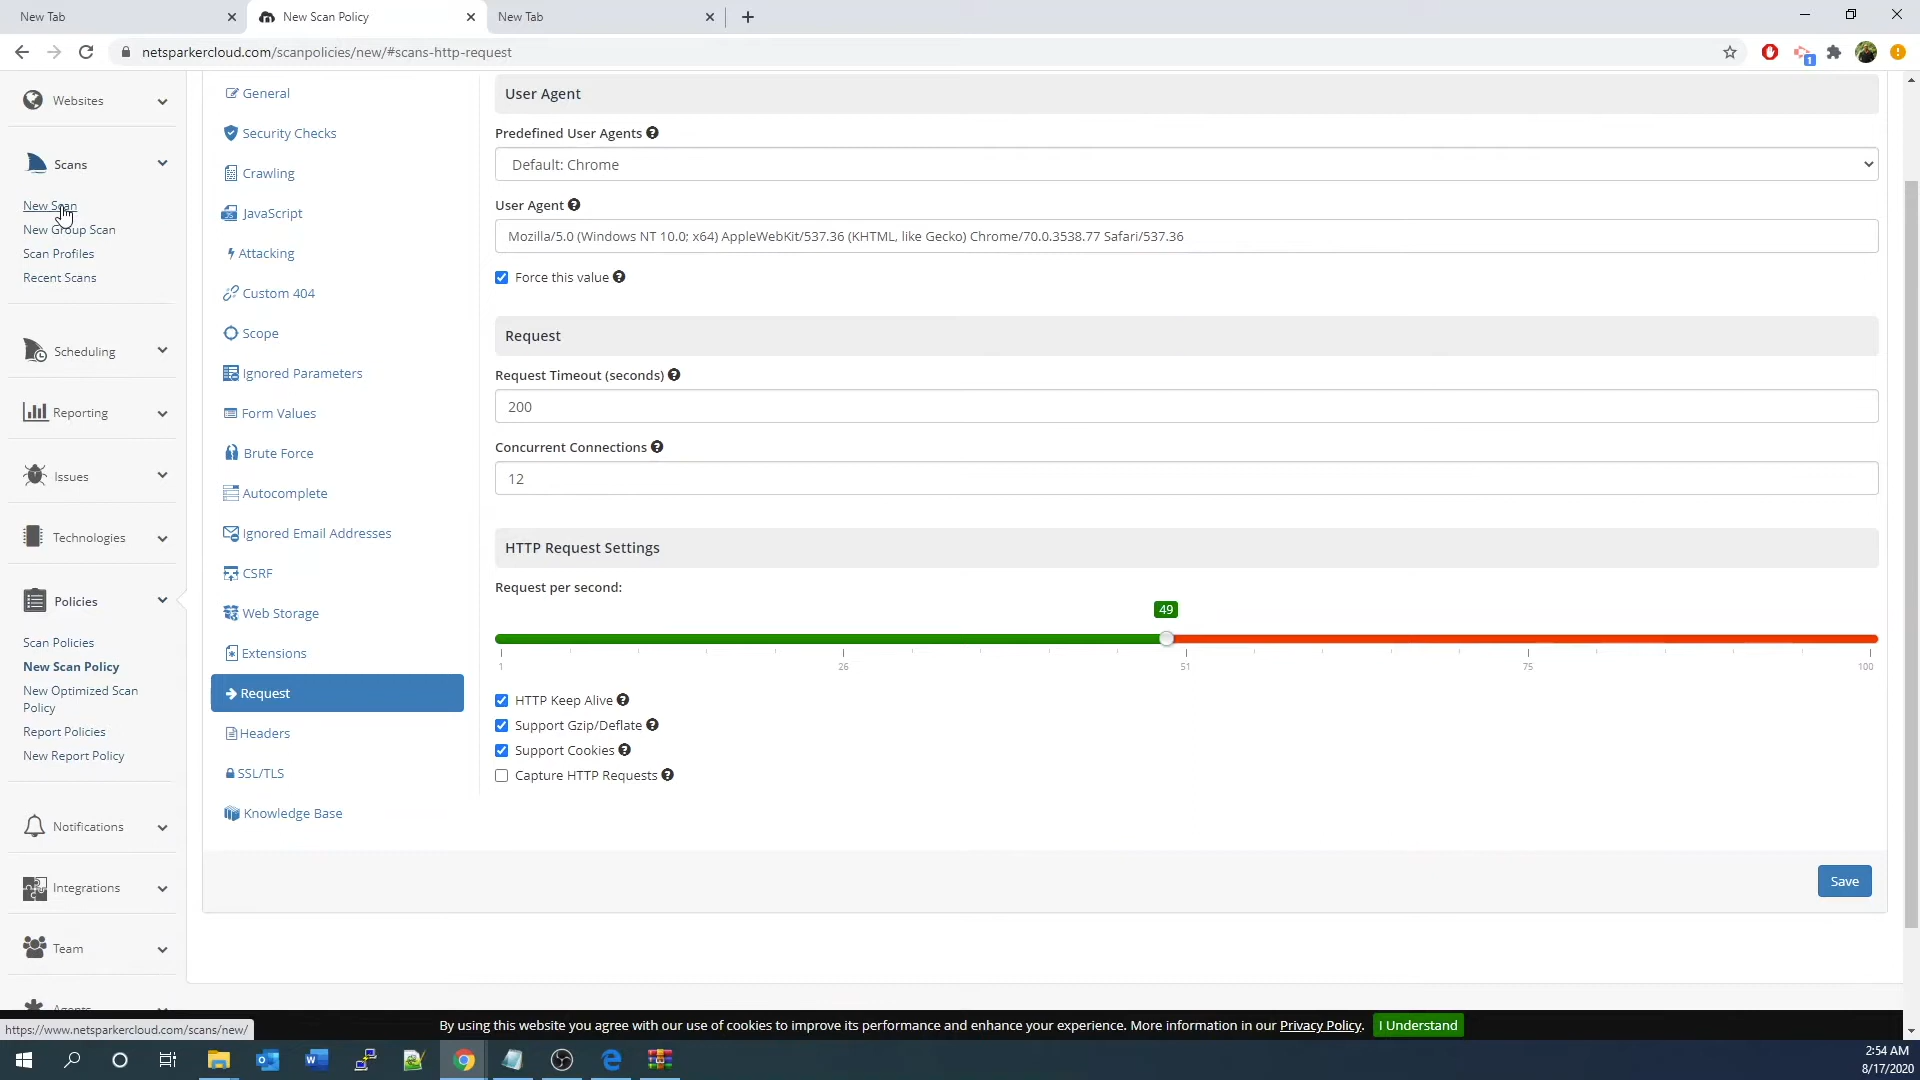 New Tab
New Scan Policy
New Tab
netsparkercloud.com/scanpolicies/new/#scans-http-request
1
Websites
Scans
New Scan
New Group Scan
Scan Profiles
Recent Scans
Scheduling
Reporting
Issues
Technologies
Policies
Scan Policies
New Scan Policy
New Optimized Scan
Policy
Report Policies
New Report Policy
Notifications
Integrations
Team
Agents
General
Security Checks
Crawling
JavaScript
Attacking
Custom 404
Scope
Ignored Parameters
Form Values
Brute Force
Autocomplete
Ignored Email Addresses
CSRF
Web Storage
Extensions
Request
Headers
SSL/TLS
Knowledge Base
User Agent
Predefined User Agents
Default: Chrome
User Agent
Mozilla/5.0 (Windows NT 10.0; x64) AppleWebKit/537.36 (KHTML, like Gecko) Chrome/70.0.3538.77 Safari/537.36
Force this value
Request
Request Timeout (seconds)
200
Concurrent Connections
12
HTTP Request Settings
Request per second:
49
1 26 51 75 100
HTTP Keep Alive
Support Gzip/Deflate
Support Cookies
Capture HTTP Requests
Save
https://www.netsparkercloud.com/scans/new/
By using this website you agree with our use of cookies to improve its performance and enhance your experience. More information in our Privacy Policy.
I Understand
2:54 AM
8/17/2020